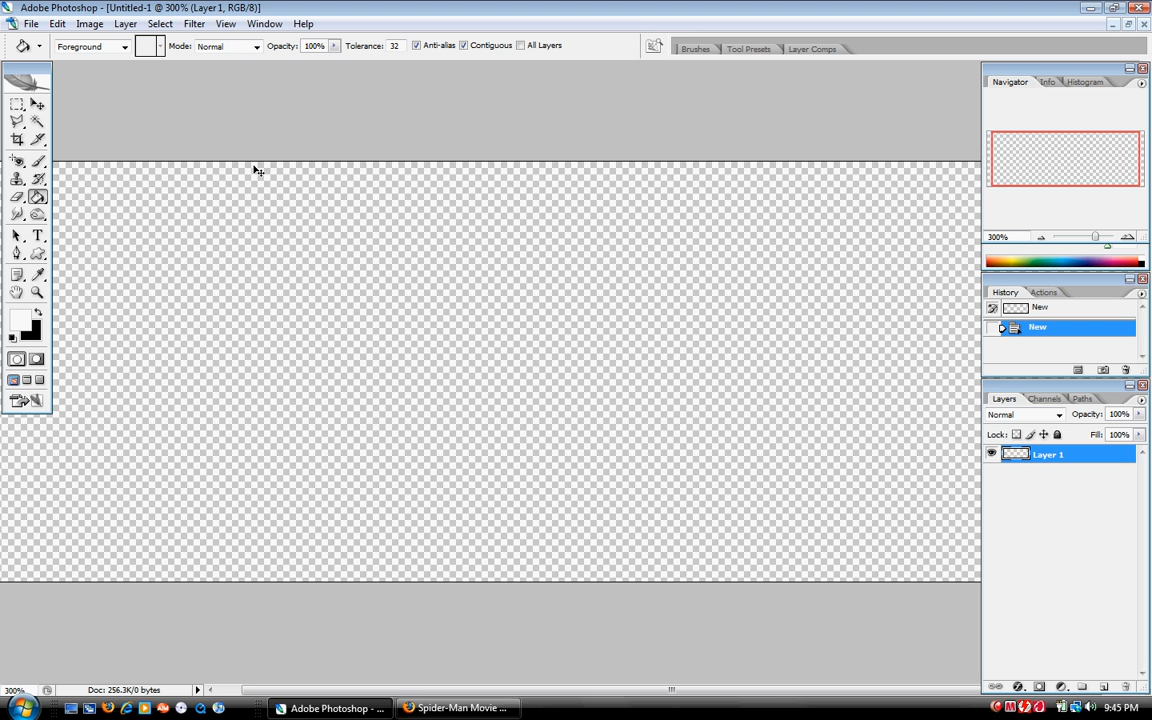 Adobe Photoshop - [Untitled-1 @ 300% (Layer 1, RGB/8)]
File Edit Image Layer Select Filter View Window Help
Foreground Mode: Normal Opacity: 100% Tolerance: 32 Anti-alias Contiguous All Layers Brushes Tool Presets Layer Comps
Navigator Info Histogram
300%
History Actions
New
New
Layers Channels Paths
Normal Opacity: 100%
Lock: Fill: 100%
Layer 1
300% Doc: 256.3K/0 bytes
Adobe Photoshop - ... Spider-Man Movie ... 9:45 PM